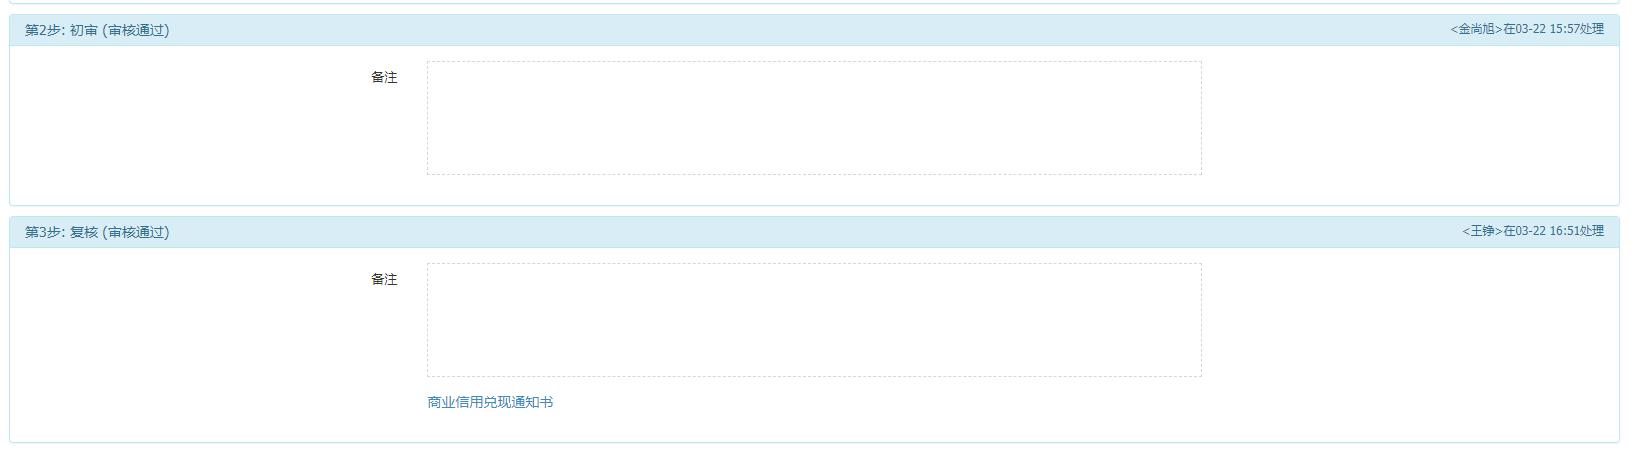 第2步: 初审 (审核通过)
<金尚旭>在03-22 15:57处理
备注
第3步: 复核 (审核通过)
<王铮>在03-22 16:51处理
备注
商业信用兑现通知书